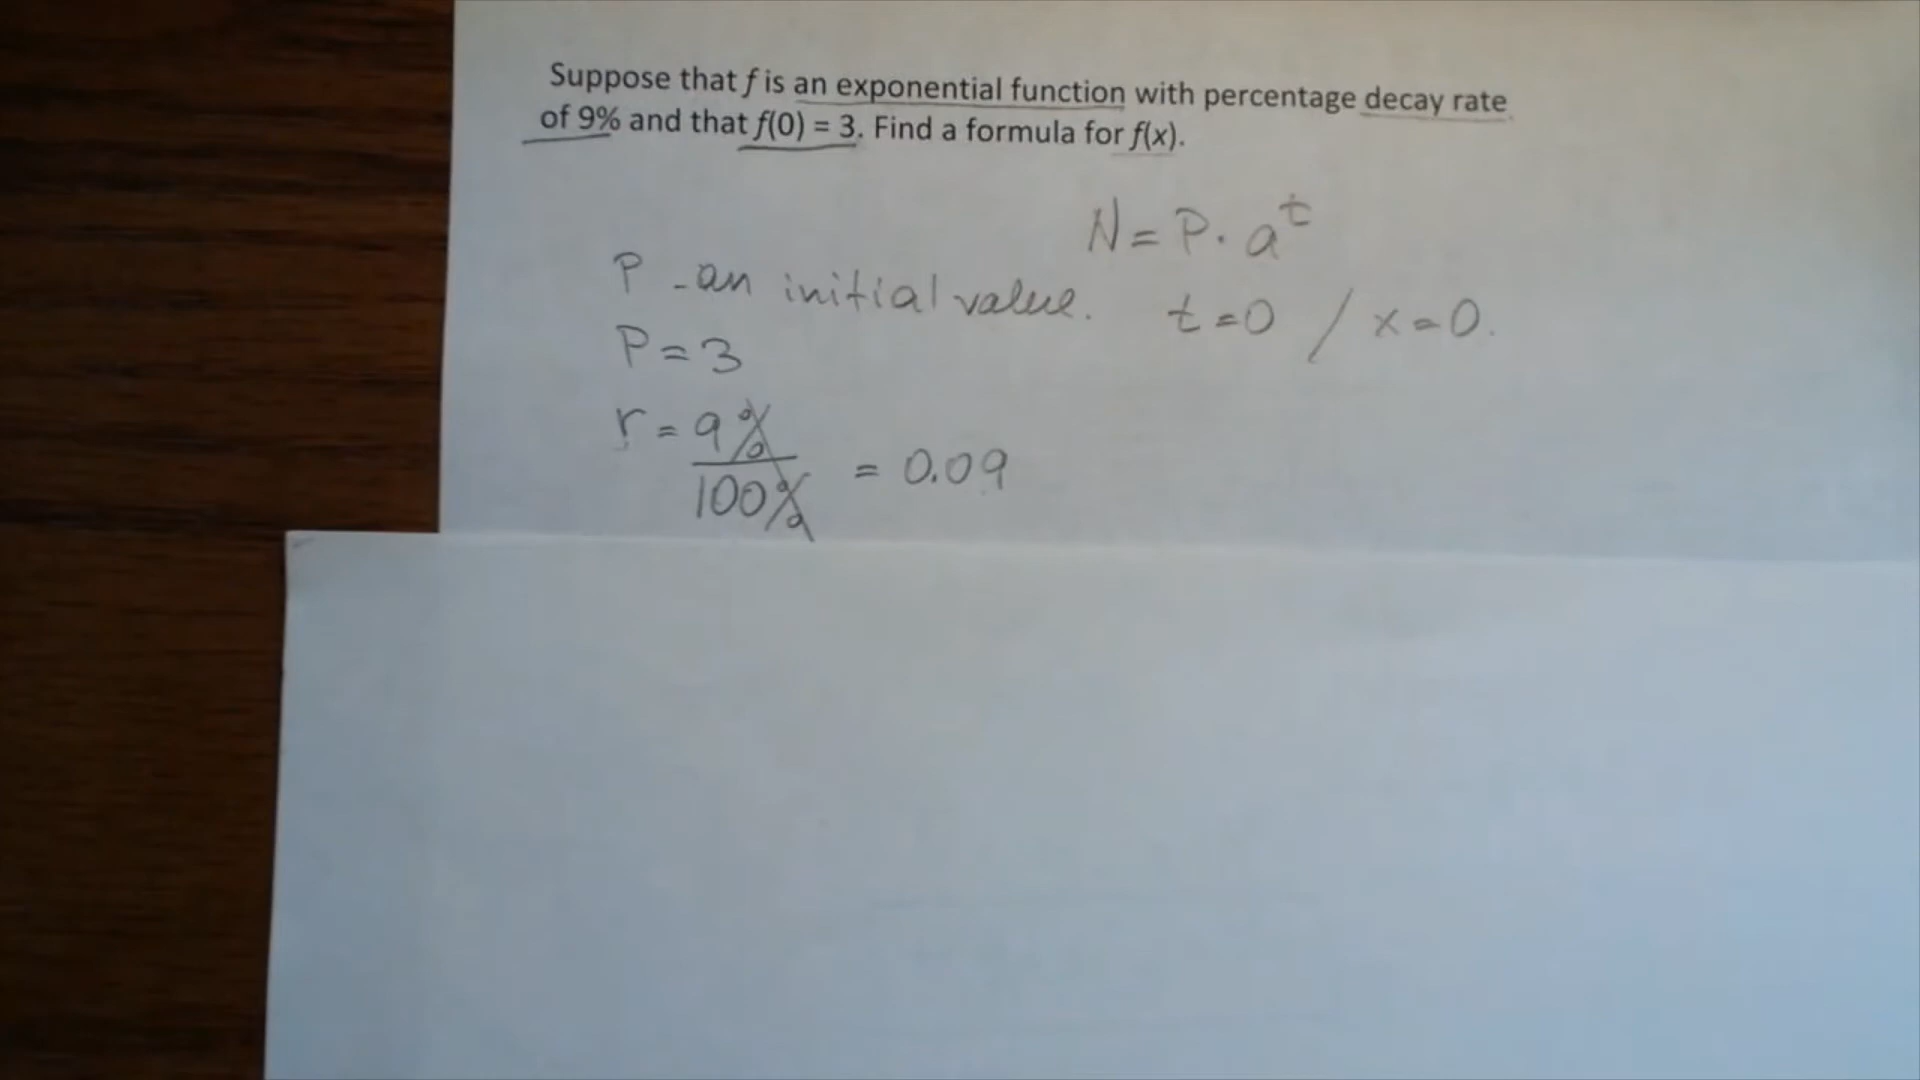 Suppose that f is an exponential function with percentage decay rate
of 9% and that f(0) = 3. Find a formula for f(x).
N = P. a^t
P - an initial value. t = 0 / x = 0.
P = 3
r = 9%/100% = 0.09